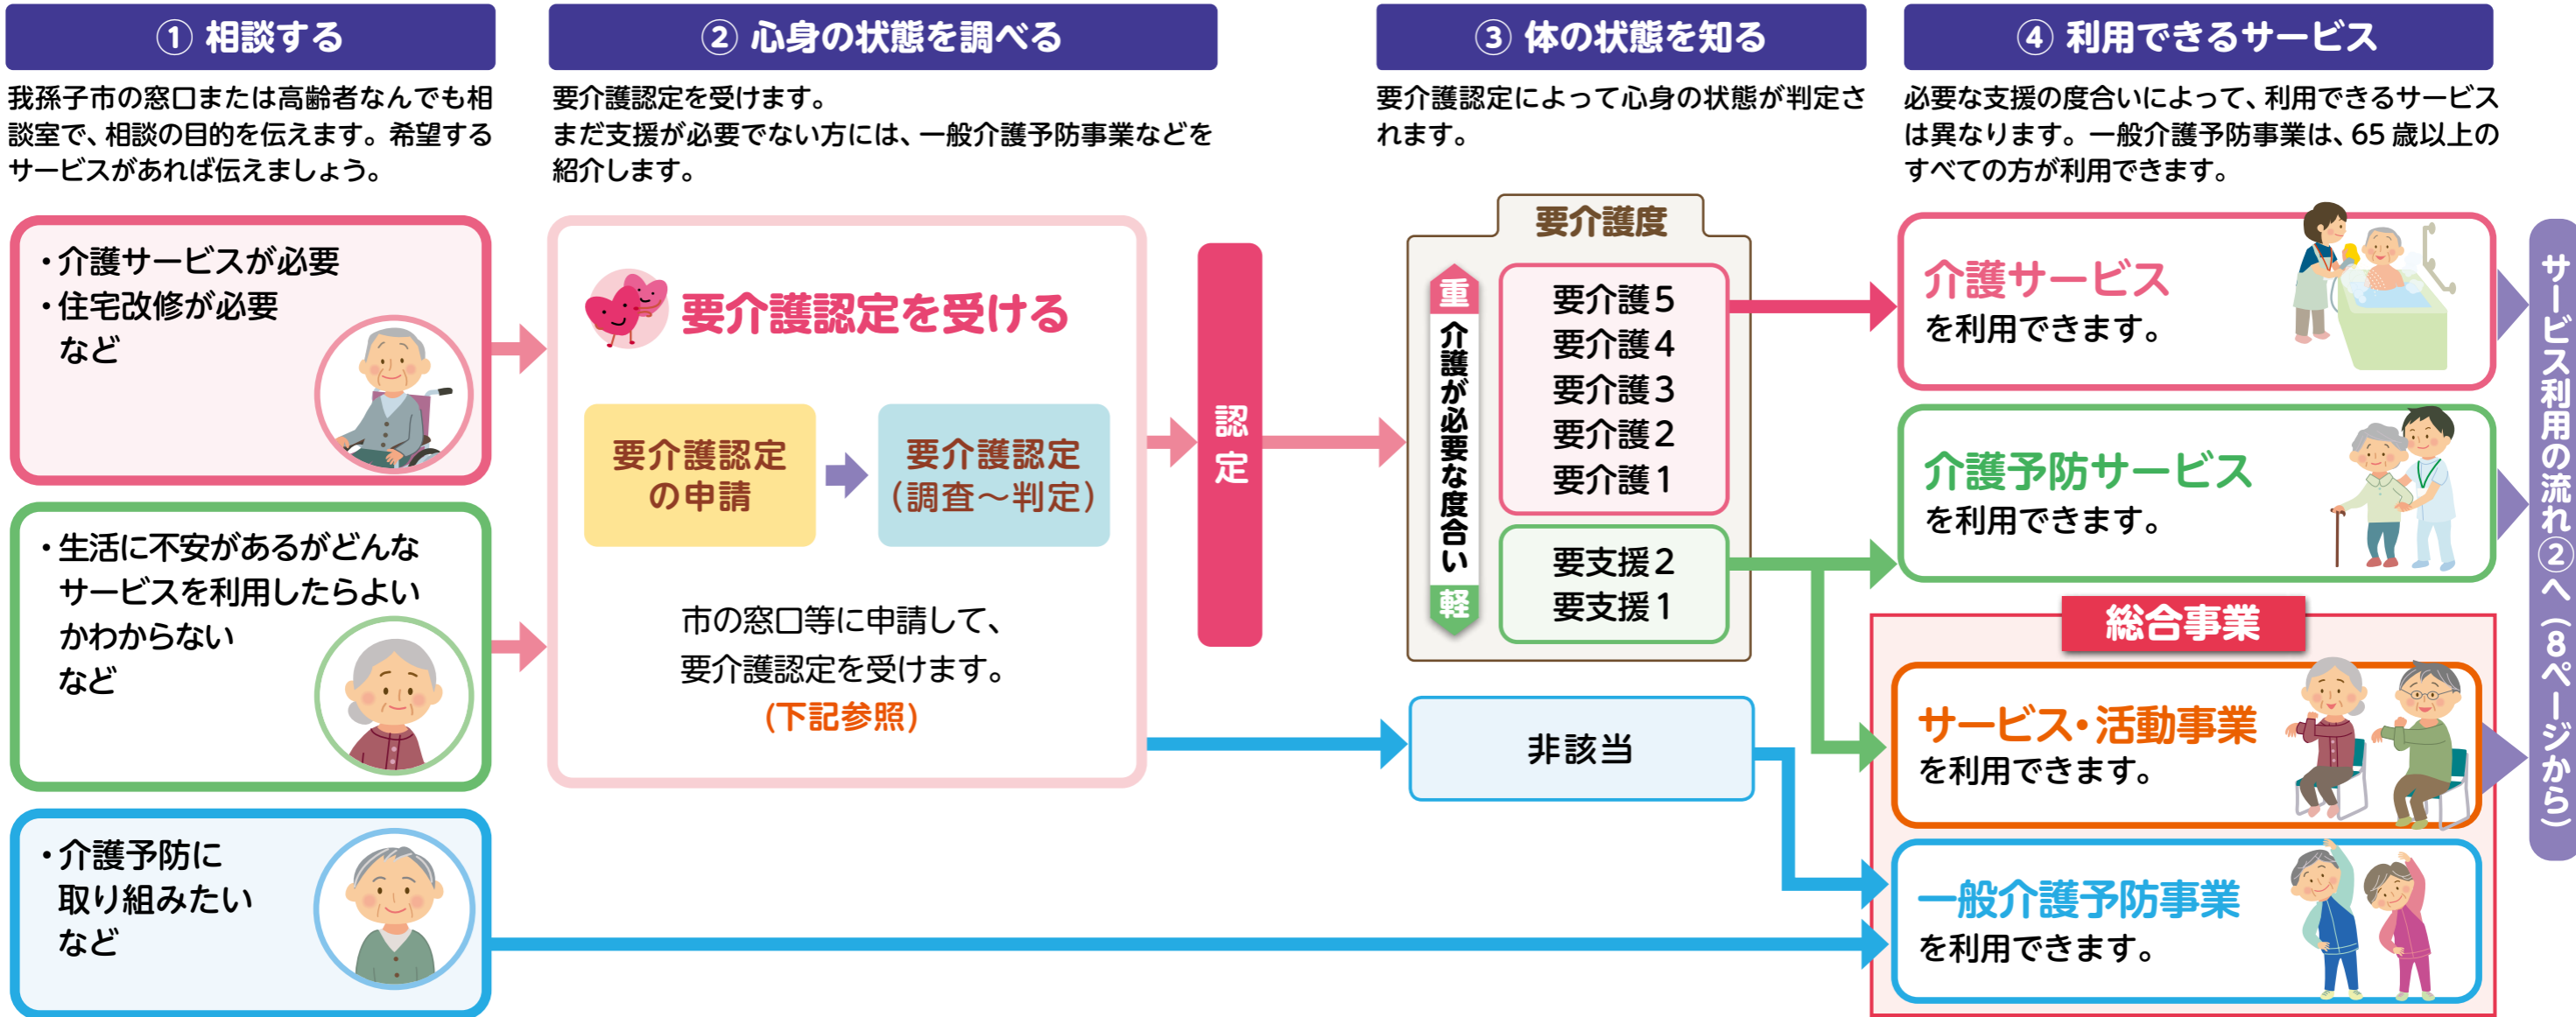 ① 相談する
我孫子市の窓口または高齢者なんでも相
談室で、相談の目的を伝えます。希望する
サービスがあれば伝えましょう。
・介護サービスが必要
・住宅改修が必要
など
・生活に不安があるがどんな
サービスを利用したらよい
かわからない
など
・介護予防に
取り組みたい
など
② 心身の状態を調べる
要介護認定を受けます。
まだ支援が必要でない方には、一般介護予防事業などを
紹介します。
要介護認定を受ける
要介護認定
の申請
要介護認定
(調査～判定)
市の窓口等に申請して、
要介護認定を受けます。
(下記参照)
認定
③ 体の状態を知る
要介護認定によって心身の状態が判定さ
れます。
要介護度
重
介護が必要な度合い
軽
要介護5
要介護4
要介護3
要介護2
要介護1
要支援2
要支援1
非該当
④ 利用できるサービス
必要な支援の度合いによって、利用できるサービス
は異なります。一般介護予防事業は、65歳以上の
すべての方が利用できます。
介護サービス
を利用できます。
介護予防サービス
を利用できます。
総合事業
サービス・活動事業
を利用できます。
一般介護予防事業
を利用できます。
サービス利用の流れ②へ(8ページから)